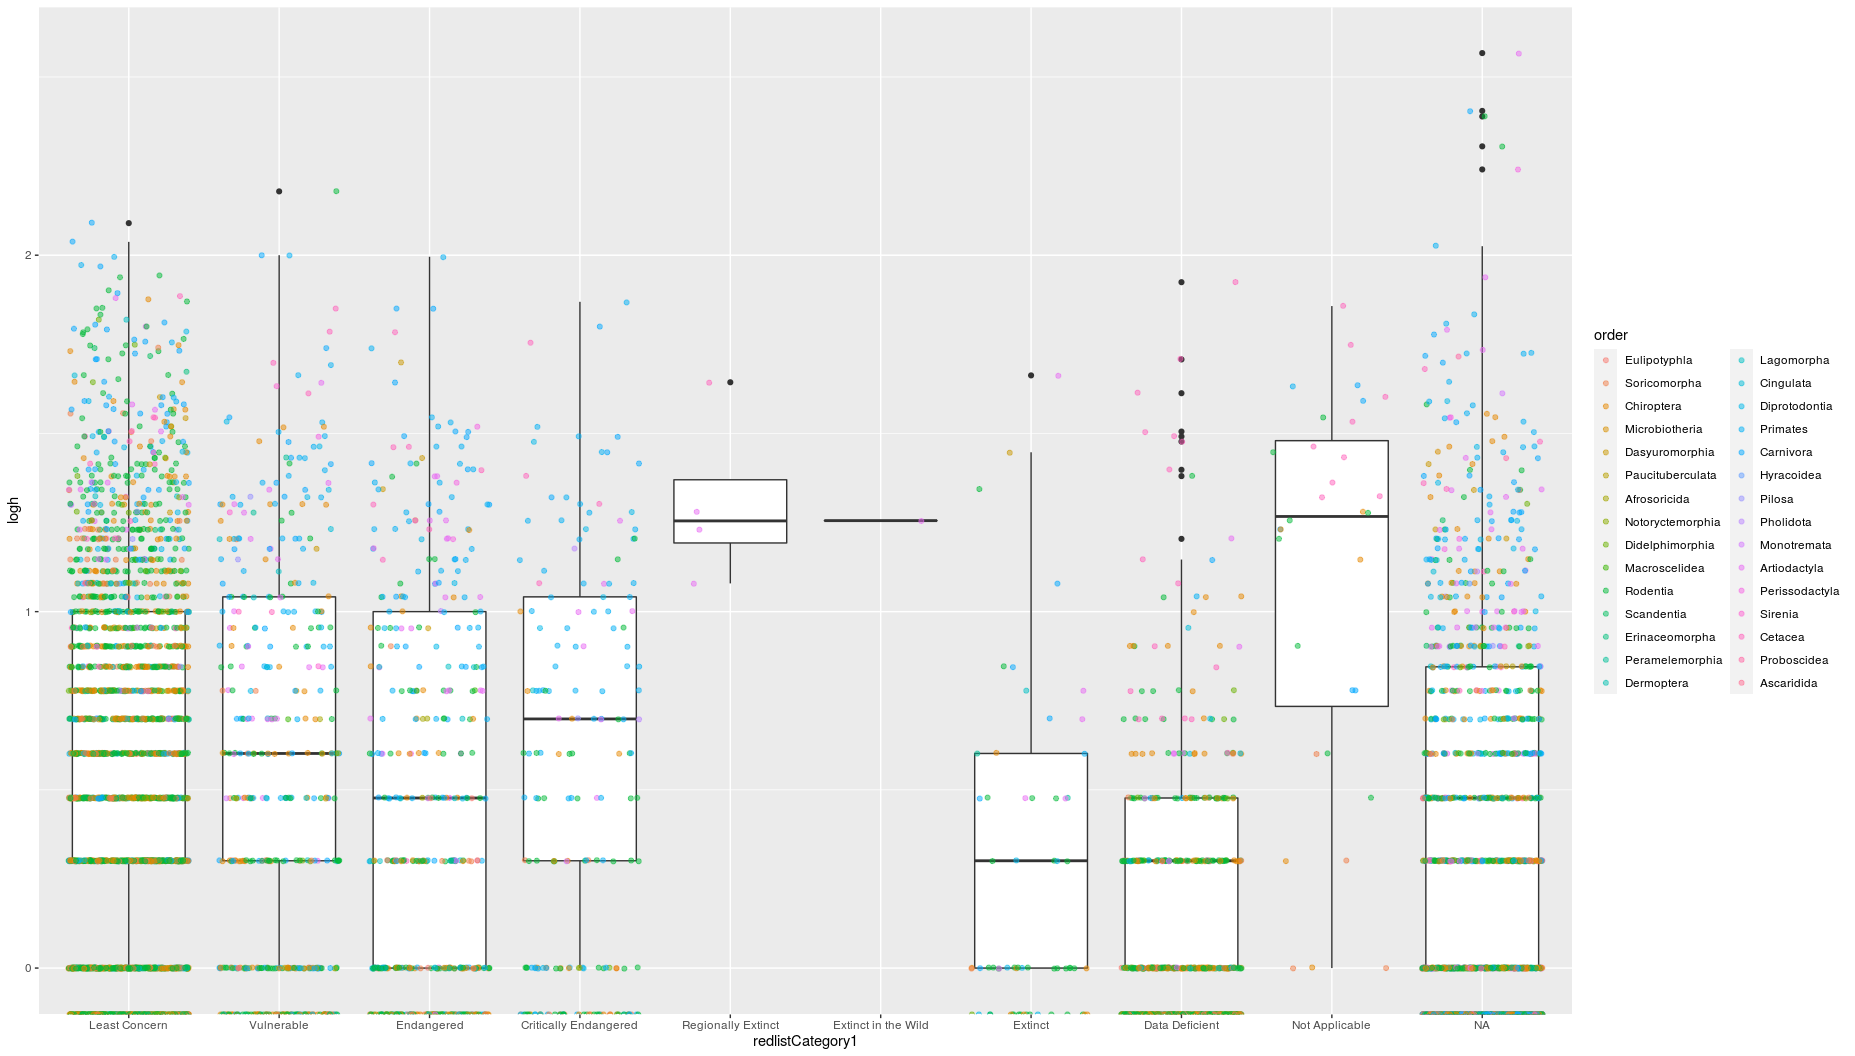 logh
2
1
0
Least Concern
Vulnerable
Endangered
Critically Endangered
Regionally Extinct
Extinct in the Wild
Extinct
Data Deficient
Not Applicable
NA
redlistCategory1
order
Eulipotyphla
Soricomorpha
Chiroptera
Microbiotheria
Dasyuromorphia
Paucituberculata
Afrosoricida
Notoryctemorphia
Didelphimorphia
Macroscelidea
Rodentia
Scandentia
Erinaceomorpha
Peramelemorphia
Dermoptera
Lagomorpha
Cingulata
Diprotodontia
Primates
Carnivora
Hyracoidea
Pilosa
Pholidota
Monotremata
Artiodactyla
Perissodactyla
Sirenia
Cetacea
Proboscidea
Ascaridida